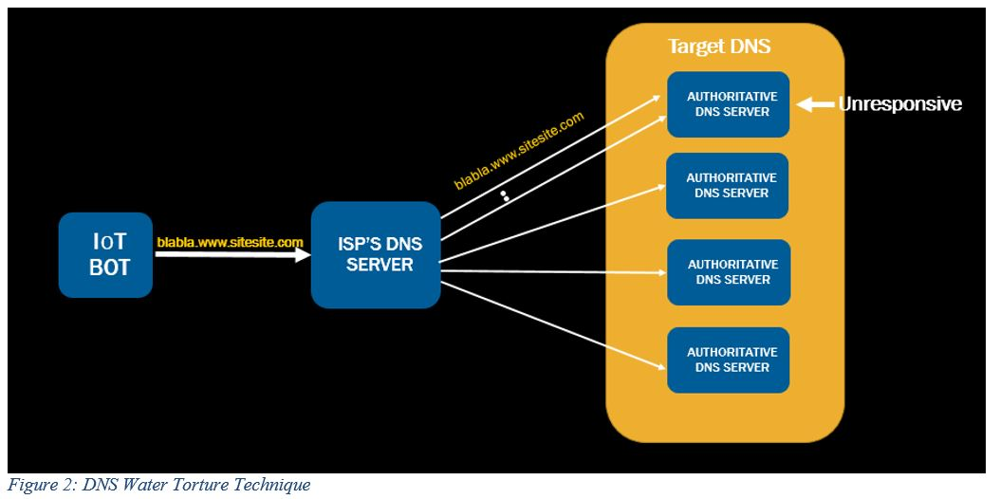 Target DNS
AUTHORITATIVE
DNS SERVER
Unresponsive
blabla.www.sitesite.com
AUTHORITATIVE
DNS SERVER
IoT
BOT
blabla.www.sitesite.com
ISP'S DNS
SERVER
AUTHORITATIVE
DNS SERVER
AUTHORITATIVE
DNS SERVER
Figure 2: DNS Water Torture Technique